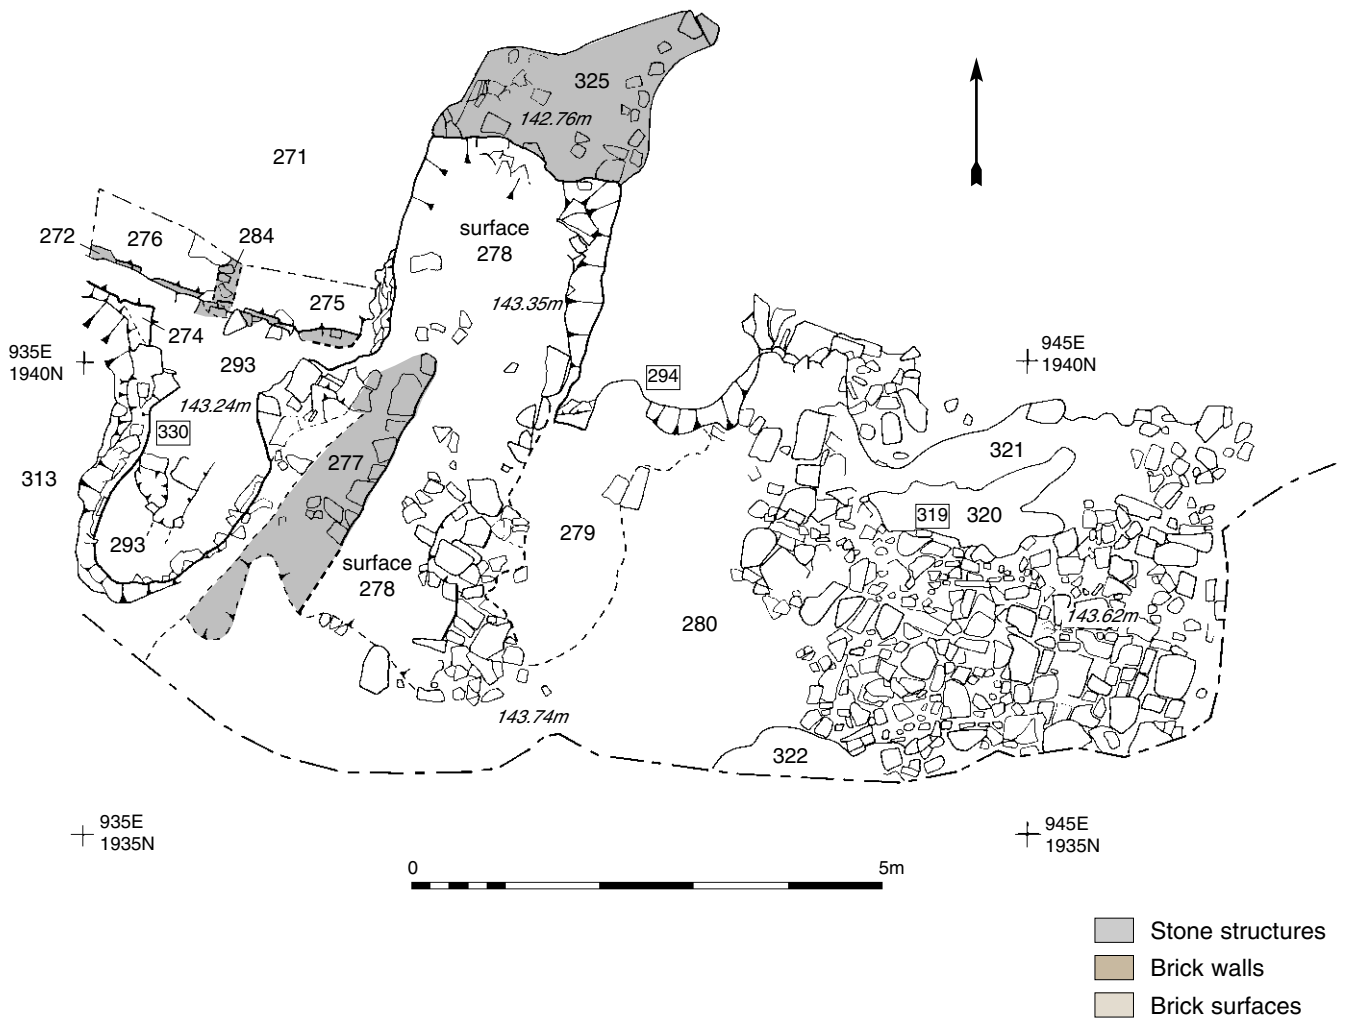 325
142.76m
271
surface
278
272
276
284
275
143.35m
274
293
935E
1940N
945E
1940N
294
143.24m
330
277
321
313
319
320
279
293
surface
278
280
143.62m
143.74m
322
935E
1935N
945E
1935N
0
5m
Stone structures
Brick walls
Brick surfaces